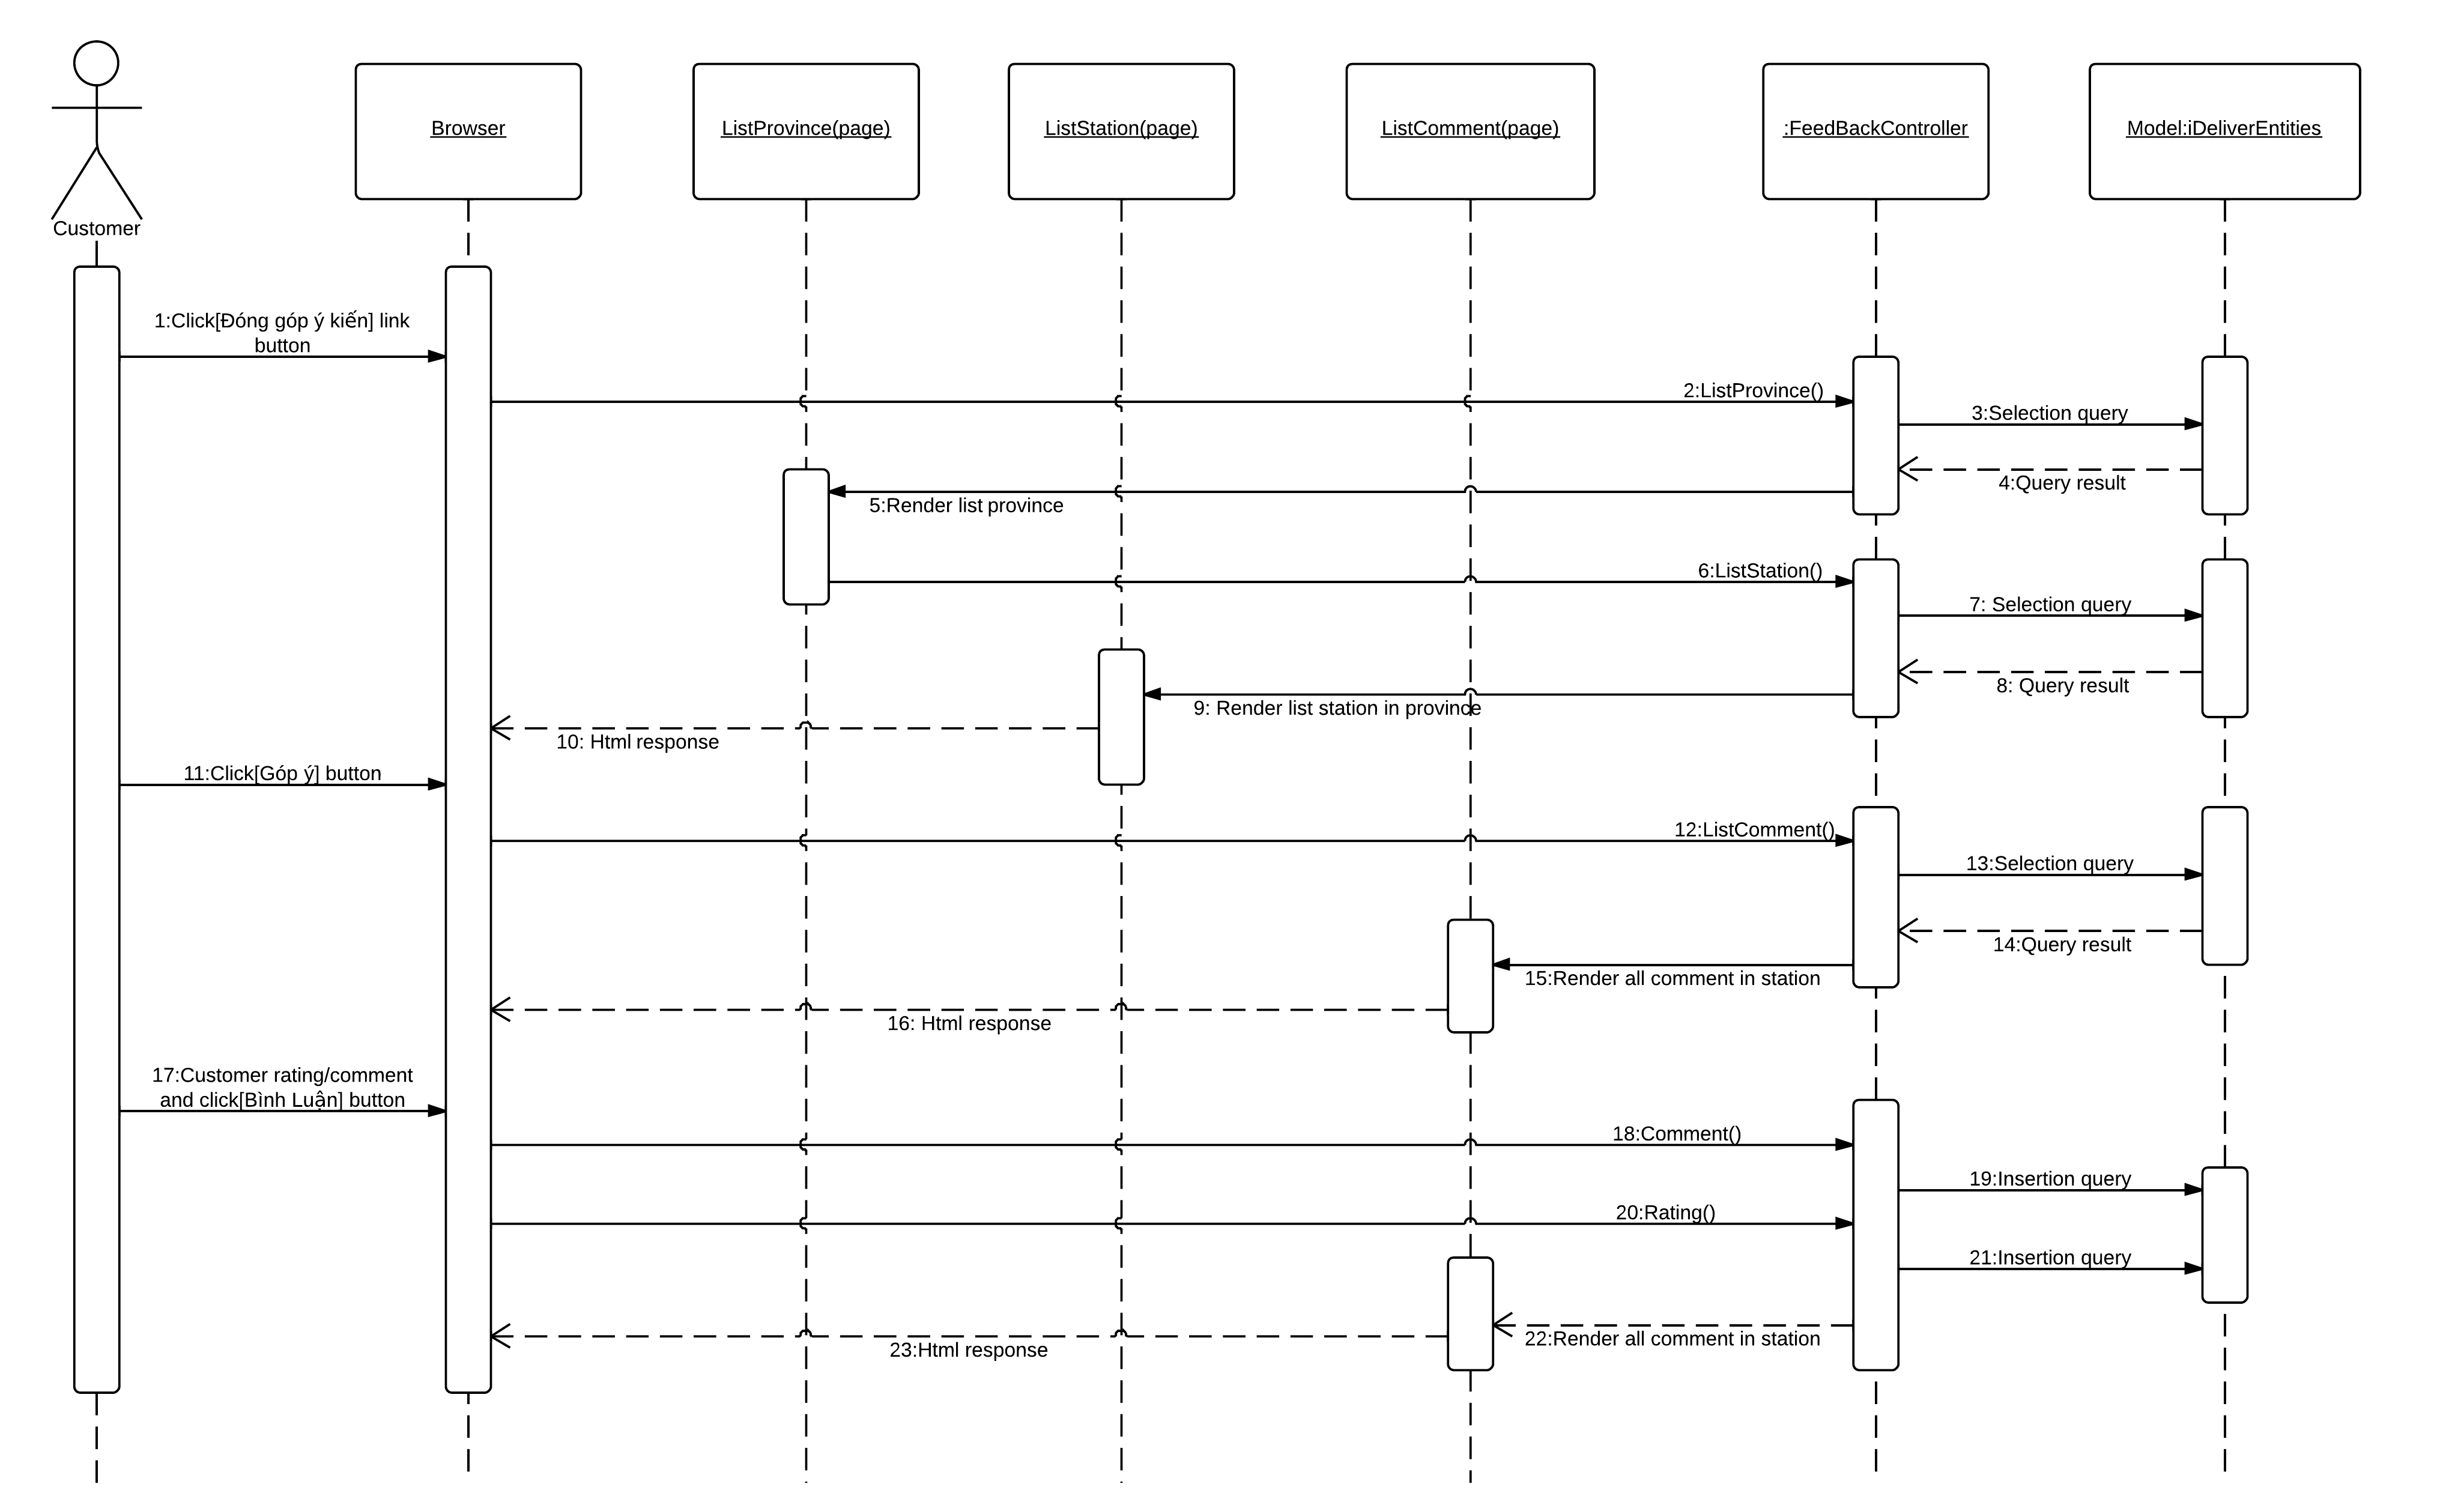 Browser
ListProvince(page)
ListStation(page)
ListComment(page)
:FeedBackController
Model:iDeliverEntities
Customer
1:Click[Đóng góp ý kiến] link
button
2:ListProvince()
3:Selection query
4:Query result
5:Render list province
6:ListStation()
7: Selection query
8: Query result
9: Render list station in province
10: Html response
11:Click[Góp ý] button
12:ListComment()
13:Selection query
14:Query result
15:Render all comment in station
16: Html response
17:Customer rating/comment
and click[Bình Luận] button
18:Comment()
19:Insertion query
20:Rating()
21:Insertion query
22:Render all comment in station
23:Html response